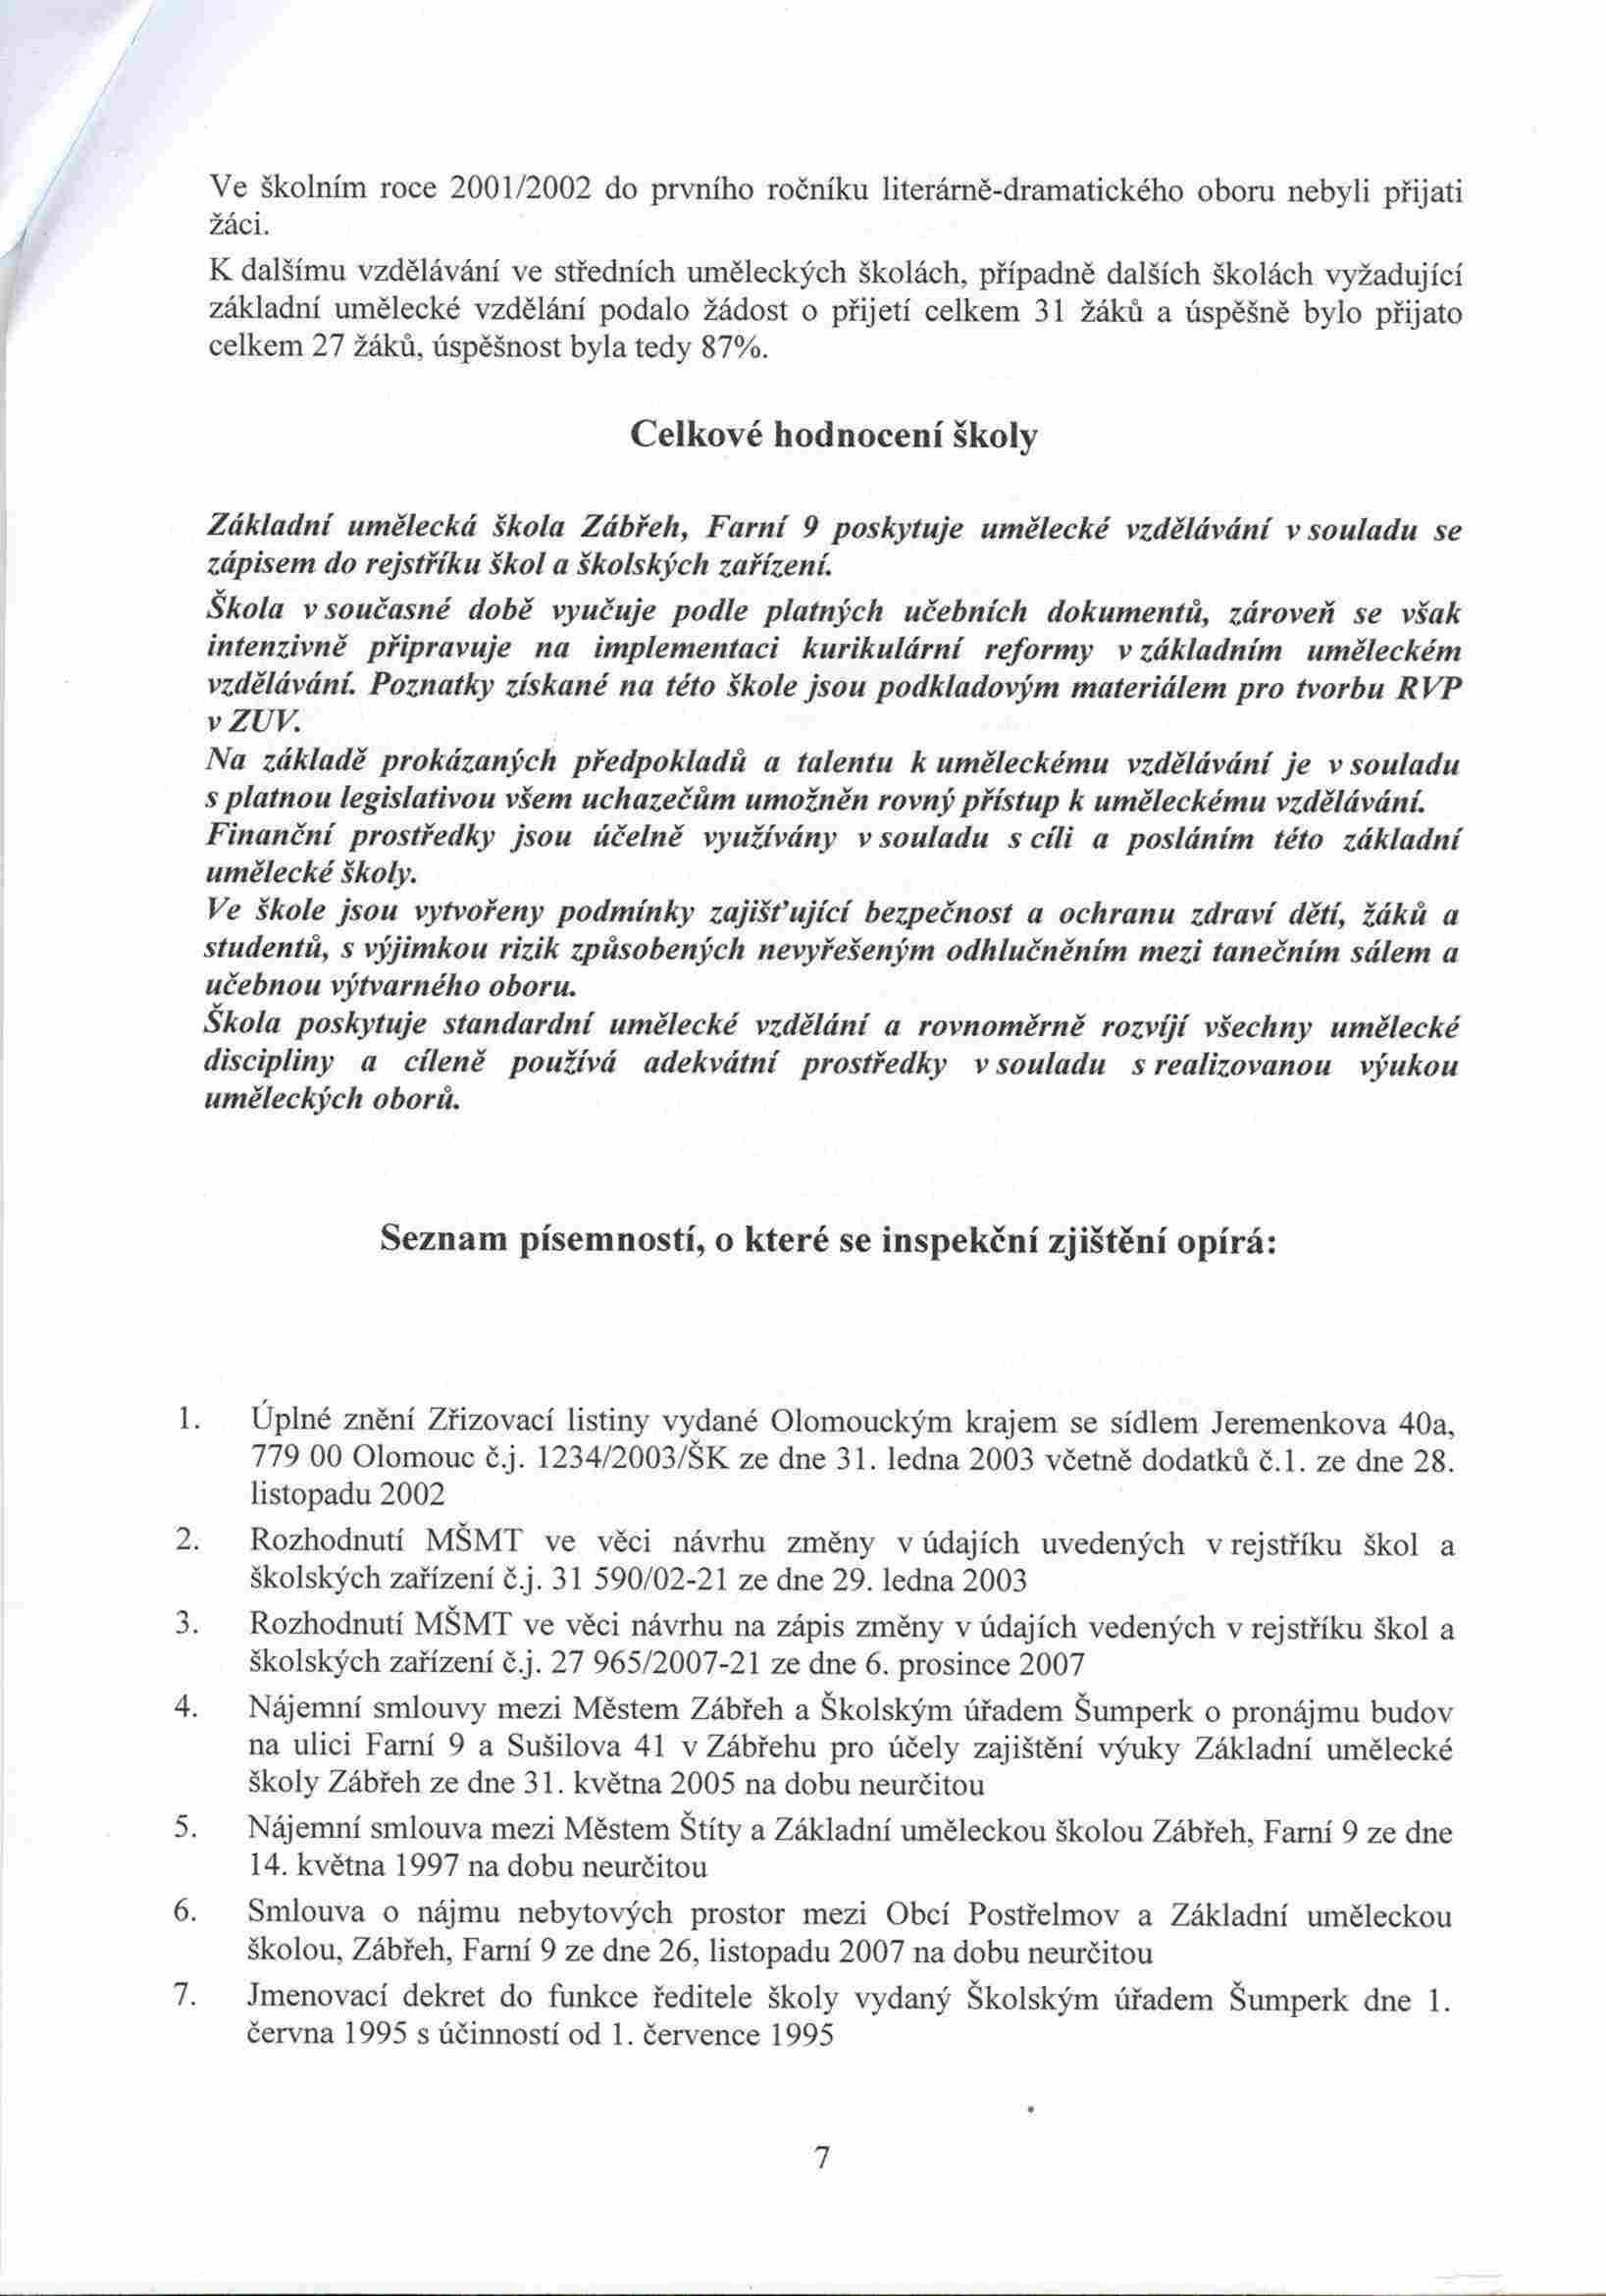 Ve školním roce 2001/2002 do prvního ročníku literárně-dramatického oboru nebyli přijati
žáci.
K dalšímu vzdělávání ve středních uměleckých školách, případně dalších školách vyžadující
základní umělecké vzdělání podalo žádost o přijetí celkem 31 žáků a úspěšně bylo přijato
celkem 27 žáků, úspěšnost byla tedy 87%.
Celkové hodnocení školy
Základní umělecká škola Zábřeh, Farní 9 poskytuje umělecké vzdělávání v souladu se
zápisem do rejstříku škol a školských zařízení.
Škola v současné době vyučuje podle platných učebních dokumentů, zároveň se však
intenzivně připravuje na implementaci kurikulární reformy v základním uměleckém
vzdělávání. Poznatky získané na této škole jsou podkladovým materiálem pro tvorbu RVP
v ZUV.
Na základě prokázaných předpokladů a talentu k uměleckému vzdělávání je v souladu
s platnou legislativou všem uchazečům umožněn rovný přístup k uměleckému vzdělávání.
Finanční prostředky jsou účelně využívány v souladu s cíli a posláním této základní
umělecké školy.
Ve škole jsou vytvořeny podmínky zajišťující bezpečnost a ochranu zdraví dětí, žáků a
studentů, s výjimkou rizik způsobených nevyřešeným odhlučněním mezi tanečním sálem a
učebnou výtvarného oboru.
Škola poskytuje standardní umělecké vzdělání a rovnoměrně rozvíjí všechny umělecké
discipliny a cíleně používá adekvátní prostředky v souladu s realizovanou výukou
uměleckých oborů.
Seznam písemností, o které se inspekční zjištění opírá:
1. Úplné znění Zřizovací listiny vydané Olomouckým krajem se sídlem Jeremenkova 40a,
779 00 Olomouc č.j. 1234/2003/ŠK ze dne 31. ledna 2003 včetně dodatků č.1. ze dne 28.
listopadu 2002
2. Rozhodnutí MŠMT ve věci návrhu změny v údajích uvedených v rejstříku škol a
školských zařízení č.j. 31 590/02-21 ze dne 29. ledna 2003
3. Rozhodnutí MŠMT ve věci návrhu na zápis změny v údajích vedených v rejstříku škol a
školských zařízení č.j. 27 965/2007-21 ze dne 6. prosince 2007
4. Nájemní smlouvy mezi Městem Zábřeh a Školským úřadem Šumperk o pronájmu budov
na ulici Farní 9 a Sušilova 41 v Zábřehu pro účely zajištění výuky Základní umělecké
školy Zábřeh ze dne 31. května 2005 na dobu neurčitou
5. Nájemní smlouva mezi Městem Štíty a Základní uměleckou školou Zábřeh, Farní 9 ze dne
14. května 1997 na dobu neurčitou
6. Smlouva o nájmu nebytových prostor mezi Obcí Postřelmov a Základní uměleckou
školou, Zábřeh, Farní 9 ze dne 26, listopadu 2007 na dobu neurčitou
7. Jmenovací dekret do funkce ředitele školy vydaný Školským úřadem Šumperk dne 1.
června 1995 s účinností od 1. července 1995
7